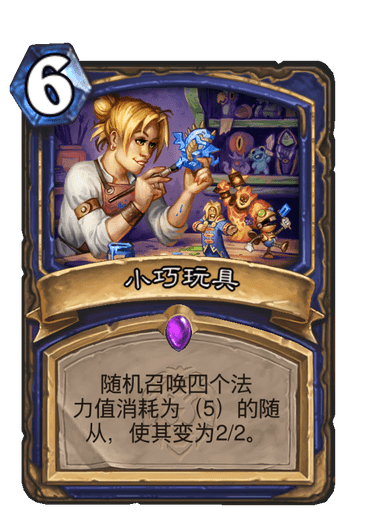 6
小巧玩具
随机召唤四个法
力值消耗为（5）的随
从，使其变为2/2。